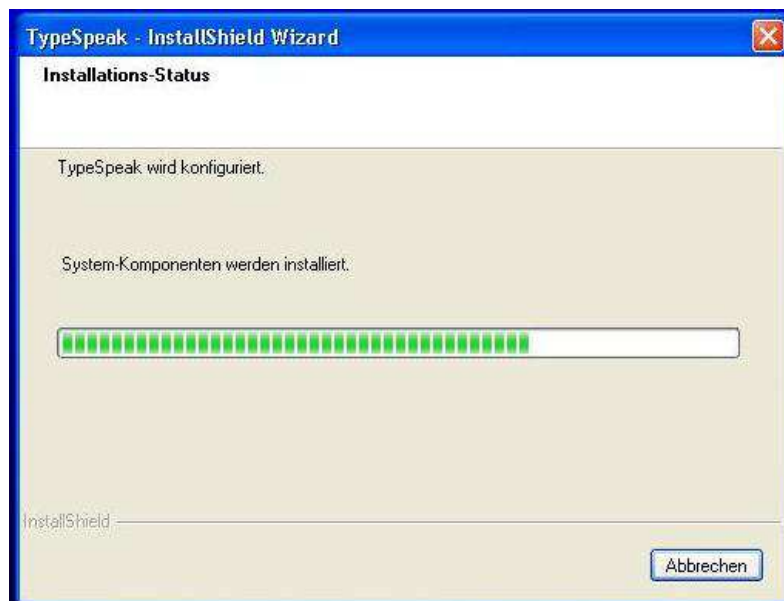 TypeSpeak - InstallShield Wizard
Installations-Status
TypeSpeak wird konfiguriert.
System-Komponenten werden installiert.
InstallShield
Abbrechen